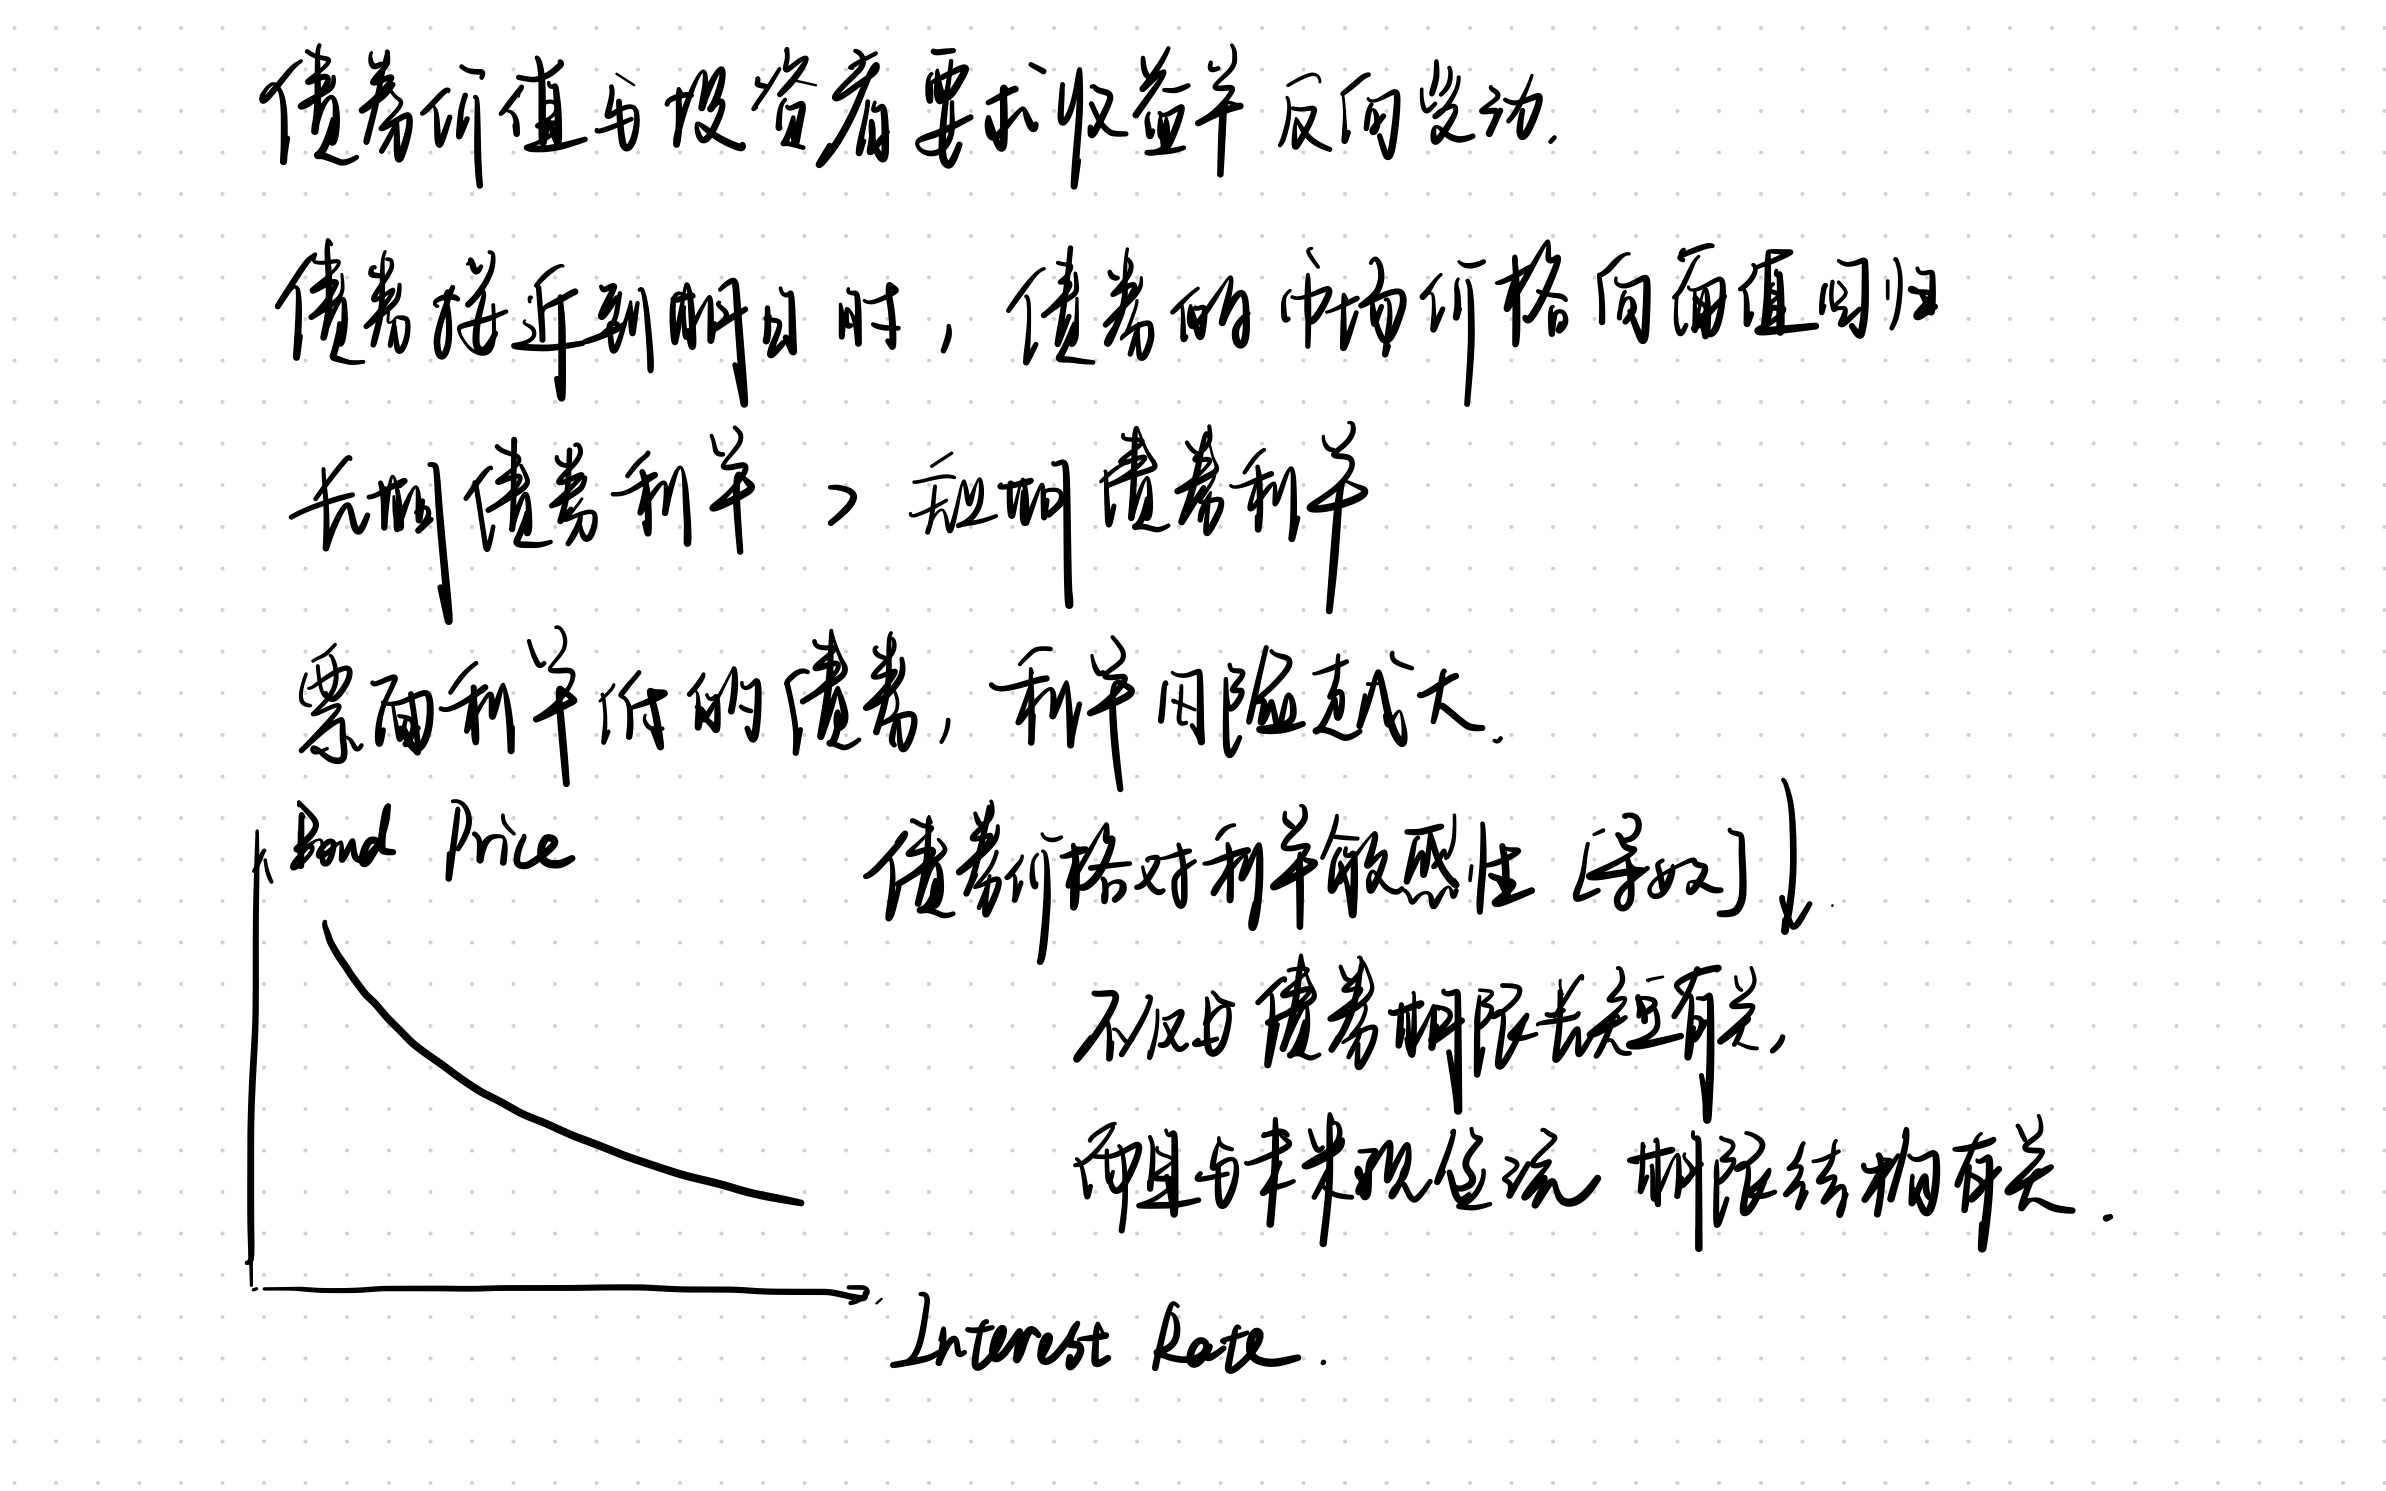 债券价值与投资者要求收益率反向变动.
债券接近到期日时，债券的市场价格向面值回归
长期债券利率 > 短期债券利率
票面利率低的债券，利率风险越大.
Bond Price
债券价格对利率敏感性 [导数] ↓.
不仅与债券期限长短有关，
而且与未来现金流 期限结构有关.
Interest Rate.